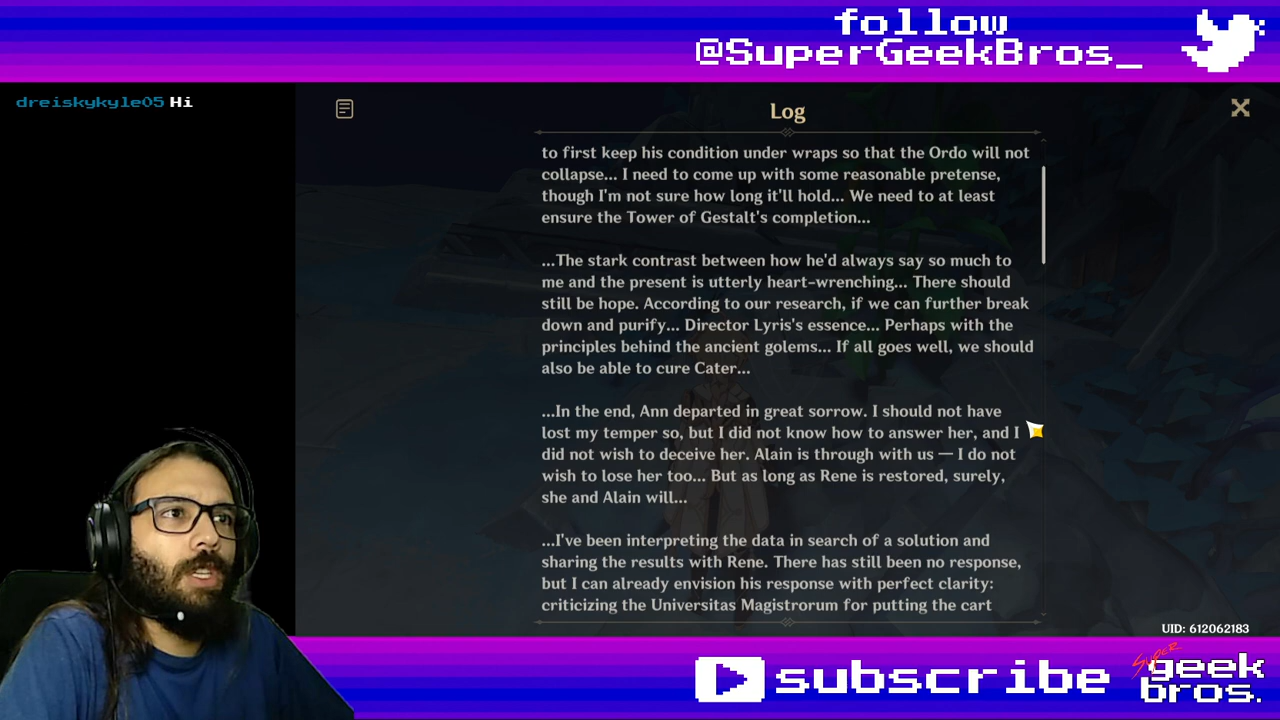 follow
@SuperGeekBros_
dreiskykyle05 Hi
Log
to first keep his condition under wraps so that the Ordo will not
collapse... I need to come up with some reasonable pretense,
though I'm not sure how long it'll hold... We need to at least
ensure the Tower of Gestalt's completion...
...The stark contrast between how he'd always say so much to
me and the present is utterly heart-wrenching... There should
still be hope. According to our research, if we can further break
down and purify... Director Lyris's essence... Perhaps with the
principles behind the ancient golems... If all goes well, we should
also be able to cure Cater...
...In the end, Ann departed in great sorrow. I should not have
lost my temper so, but I did not know how to answer her, and I
did not wish to deceive her. Alain is through with us — I do not
wish to lose her too... But as long as Rene is restored, surely,
she and Alain will...
...I've been interpreting the data in search of a solution and
sharing the results with Rene. There has still been no response,
but I can already envision his response with perfect clarity:
criticizing the Universitas Magistrorum for putting the cart
UID: 612062183
subscribe
Super
geek
bros.